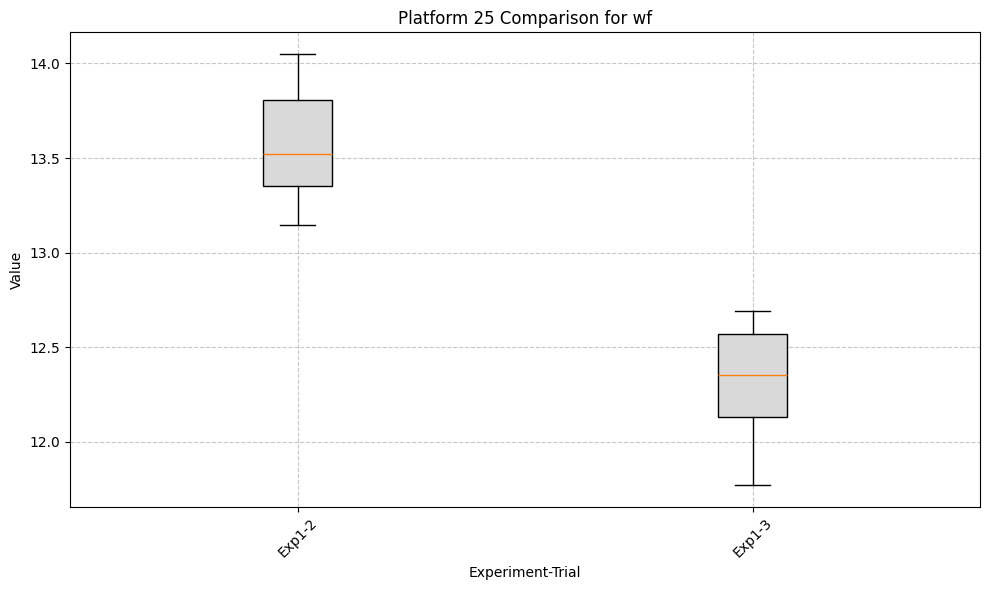 Platform 25 Comparison for wf
14.0
13.5
13.0
12.5
12.0
Value
Exp1-2
Exp1-3
Experiment-Trial